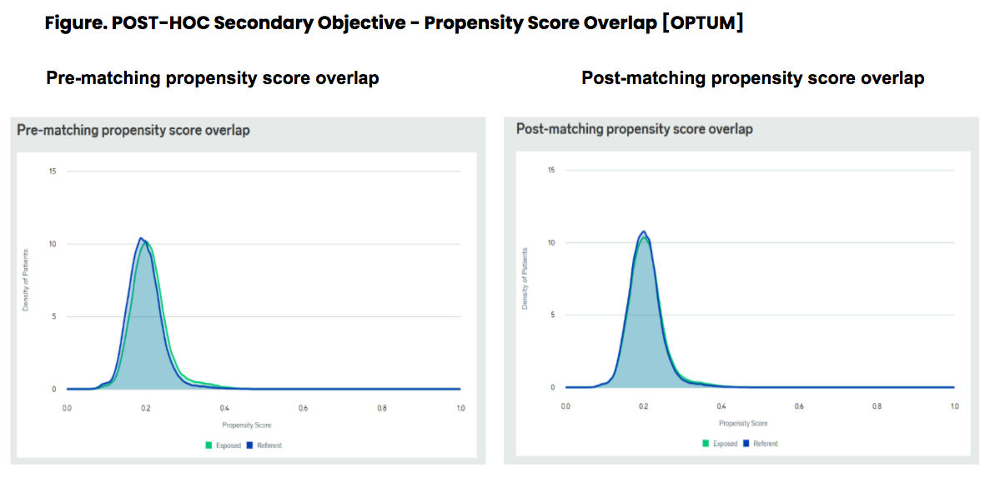 Figure. POST-HOC Secondary Objective - Propensity Score Overlap [OPTUM]
Pre-matching propensity score overlap
Post-matching propensity score overlap
Pre-matching propensity score overlap
15
10
5
0
Density of Patients
0.0 0.2 0.4 0.6 0.8 1.0
Propensity Score
Exposed Referent
Post-matching propensity score overlap
15
10
5
0
Density of Patients
0.0 0.2 0.4 0.6 0.8 1.0
Propensity Score
Exposed Referent